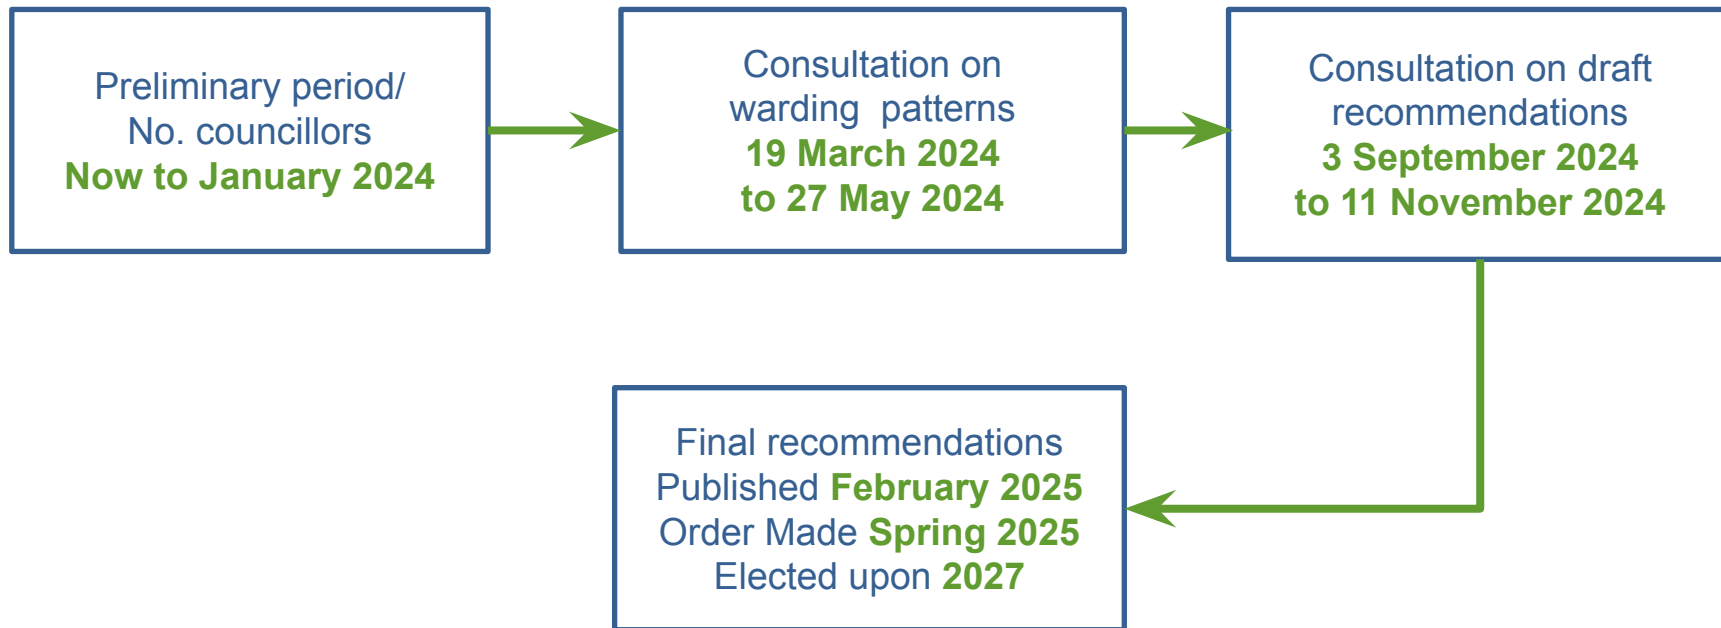 Preliminary period/
No. councillors
Now to January 2024
Consultation on
warding patterns
19 March 2024
to 27 May 2024
Consultation on draft
recommendations
3 September 2024
to 11 November 2024
Final recommendations
Published February 2025
Order Made Spring 2025
Elected upon 2027